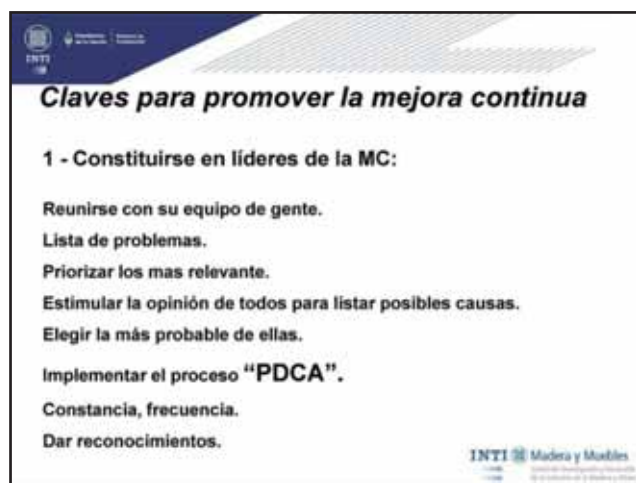 INTI
Claves para promover la mejora continua
1 - Constituirse en líderes de la MC:
Reunirse con su equipo de gente.
Lista de problemas.
Priorizar los mas relevante.
Estimular la opinión de todos para listar posibles causas.
Elegir la más probable de ellas.
Implementar el proceso “PDCA”.
Constancia, frecuencia.
Dar reconocimientos.
INTI Madera y Muebles